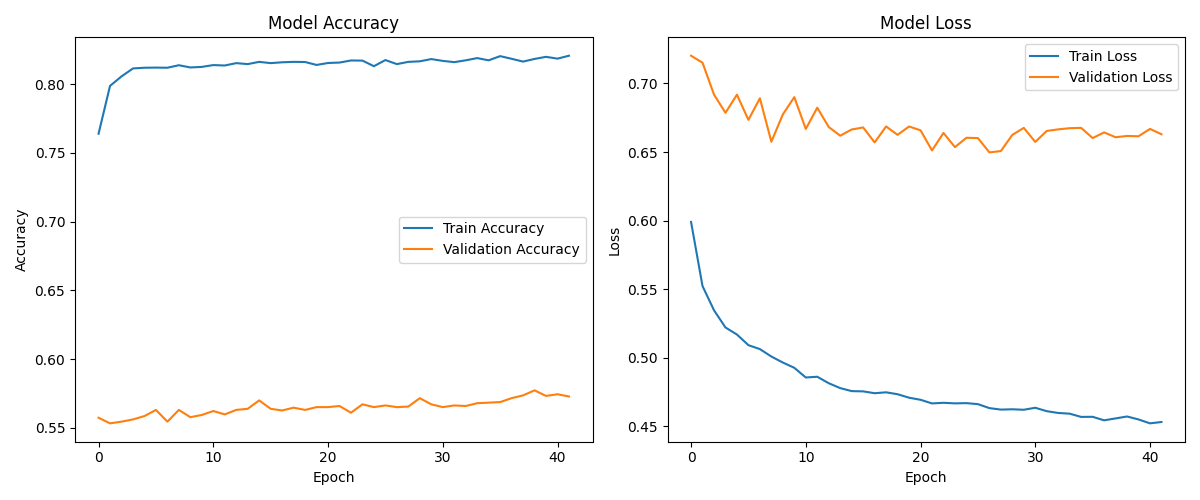 Model Accuracy
Accuracy
0.80
0.75
0.70
0.65
0.60
0.55
Train Accuracy
Validation Accuracy
0 10 20 30 40
Epoch
Model Loss
Loss
0.70
0.65
0.60
0.55
0.50
0.45
Train Loss
Validation Loss
0 10 20 30 40
Epoch